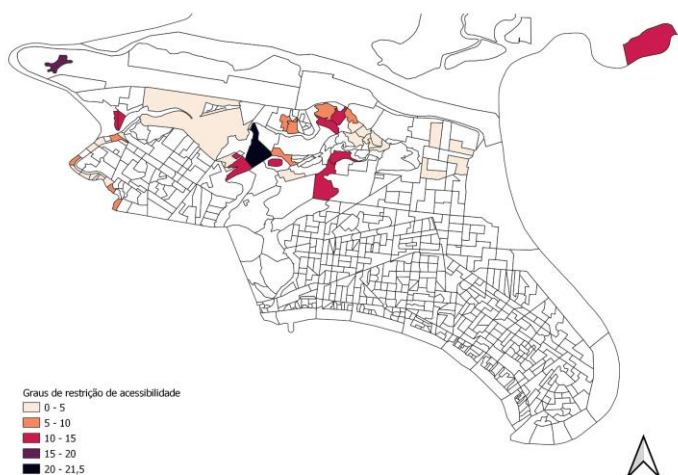 Graus de restrição de acessibilidade
0 - 5
5 - 10
10 - 15
15 - 20
20 - 21,5